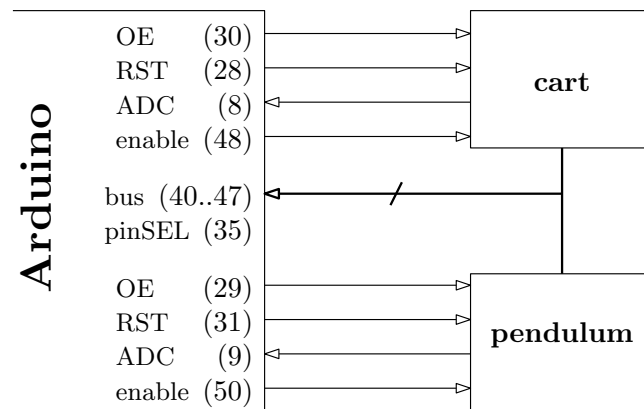 Arduino
OE (30)
RST (28)
ADC (8)
enable (48)
bus (40..47)
pinSEL (35)
OE (29)
RST (31)
ADC (9)
enable (50)
cart
pendulum